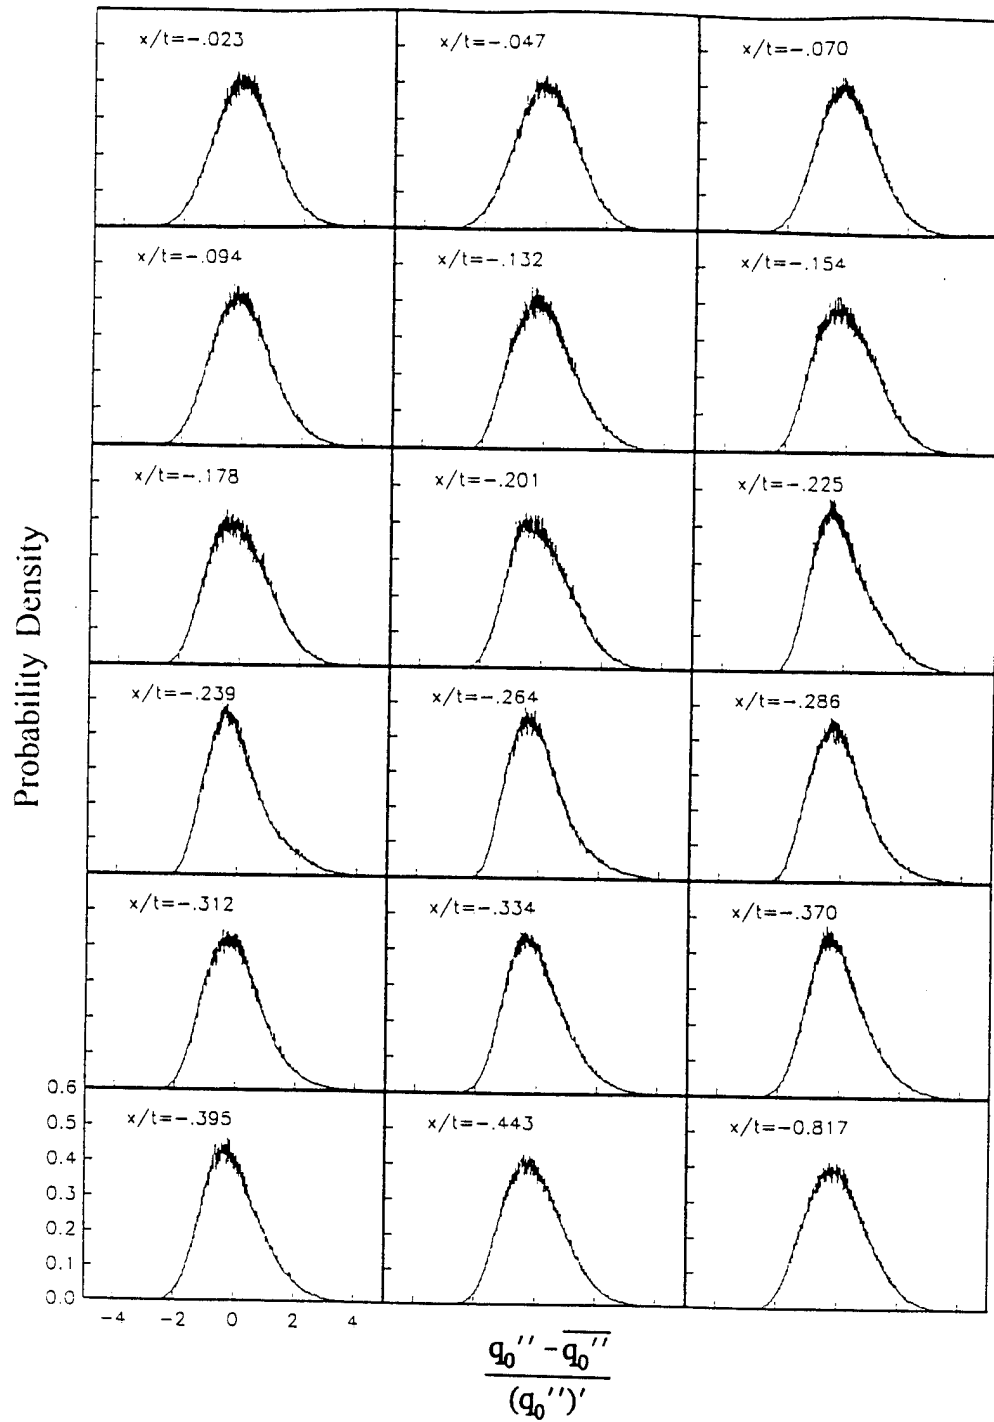 x/t=-.023
x/t=-.047
x/t=-.070
x/t=-.094
x/t=-.132
x/t=-.154
x/t=-.178
x/t=-.201
x/t=-.225
x/t=-.239
x/t=-.264
x/t=-.286
x/t=-.312
x/t=-.334
x/t=-.370
x/t=-.395
x/t=-.443
x/t=-0.817
Probability Density
0.6
0.5
0.4
0.3
0.2
0.1
0.0
-4 -2 0 2 4
q₀'' - q̅₀̅'̅'̅
(q₀'')'